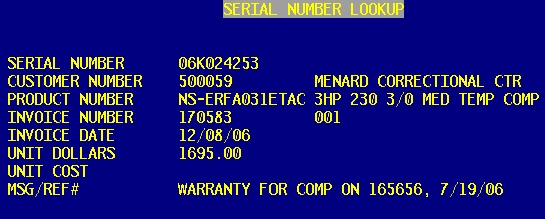 SERIAL NUMBER LOOKUP
SERIAL NUMBER 06K024253
CUSTOMER NUMBER 500059 MENARD CORRECTIONAL CTR
PRODUCT NUMBER NS-ERFA031ETAC 3HP 230 3/0 MED TEMP COMP
INVOICE NUMBER 170583 001
INVOICE DATE 12/08/06
UNIT DOLLARS 1695.00
UNIT COST
MSG/REF# WARRANTY FOR COMP ON 165656, 7/19/06